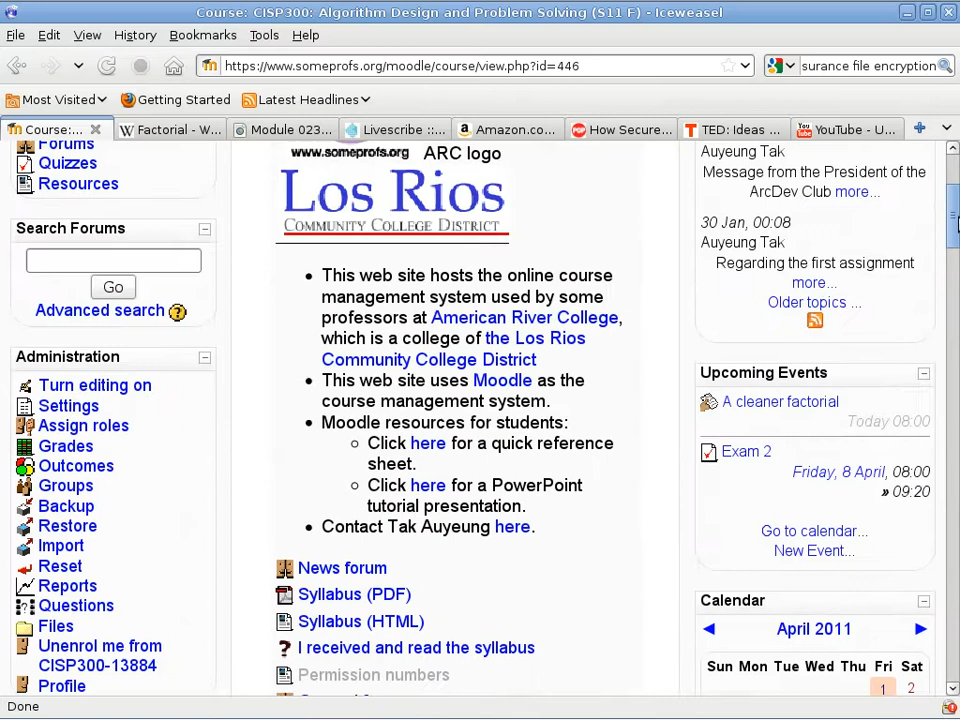 Course: CISP300: Algorithm Design and Problem Solving (S11 F) - Iceweasel
File Edit View History Bookmarks Tools Help
https://www.someprofs.org/moodle/course/view.php?id=446
surance file encryption
Most Visited
Getting Started
Latest Headlines
Course:...
Factorial - W...
Module 023...
Livescribe ::...
Amazon.co...
How Secure...
TED: Ideas ...
YouTube - U...
Forums
Quizzes
Resources
Search Forums
Go
Advanced search
Administration
Turn editing on
Settings
Assign roles
Grades
Outcomes
Groups
Backup
Restore
Import
Reset
Reports
Questions
Files
Unenrol me from
CISP300-13884
Profile
www.someprofs.org ARC logo
LOS RIOS
COMMUNITY COLLEGE DISTRICT
This web site hosts the online course
management system used by some
professors at American River College,
which is a college of the Los Rios
Community College District
This web site uses Moodle as the
course management system.
Moodle resources for students:
Click here for a quick reference
sheet.
Click here for a PowerPoint
tutorial presentation.
Contact Tak Auyeung here.
News forum
Syllabus (PDF)
Syllabus (HTML)
I received and read the syllabus
Permission numbers
Auyeung Tak
Message from the President of the
ArcDev Club more...
30 Jan, 00:08
Auyeung Tak
Regarding the first assignment
more...
Older topics ...
Upcoming Events
A cleaner factorial
Today 08:00
Exam 2
Friday, 8 April, 08:00
» 09:20
Go to calendar...
New Event...
Calendar
◄ April 2011 ►
Sun Mon Tue Wed Thu Fri Sat
1 2
Done